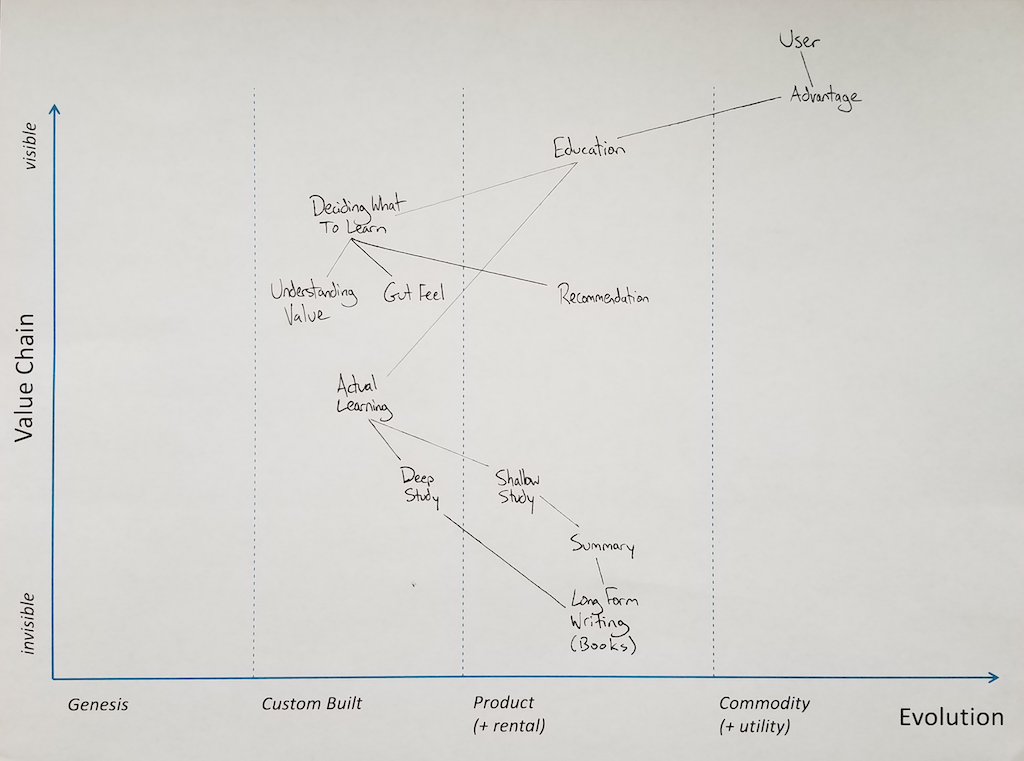 User
Advantage
visible
Education
Deciding What
To Learn
Understanding
Value
Gut Feel
Recommendation
Value Chain
Actual
Learning
Deep
Study
Shallow
Study
Summary
Long Form
Writing
(Books)
invisible
Genesis
Custom Built
Product
(+ rental)
Commodity
(+ utility)
Evolution